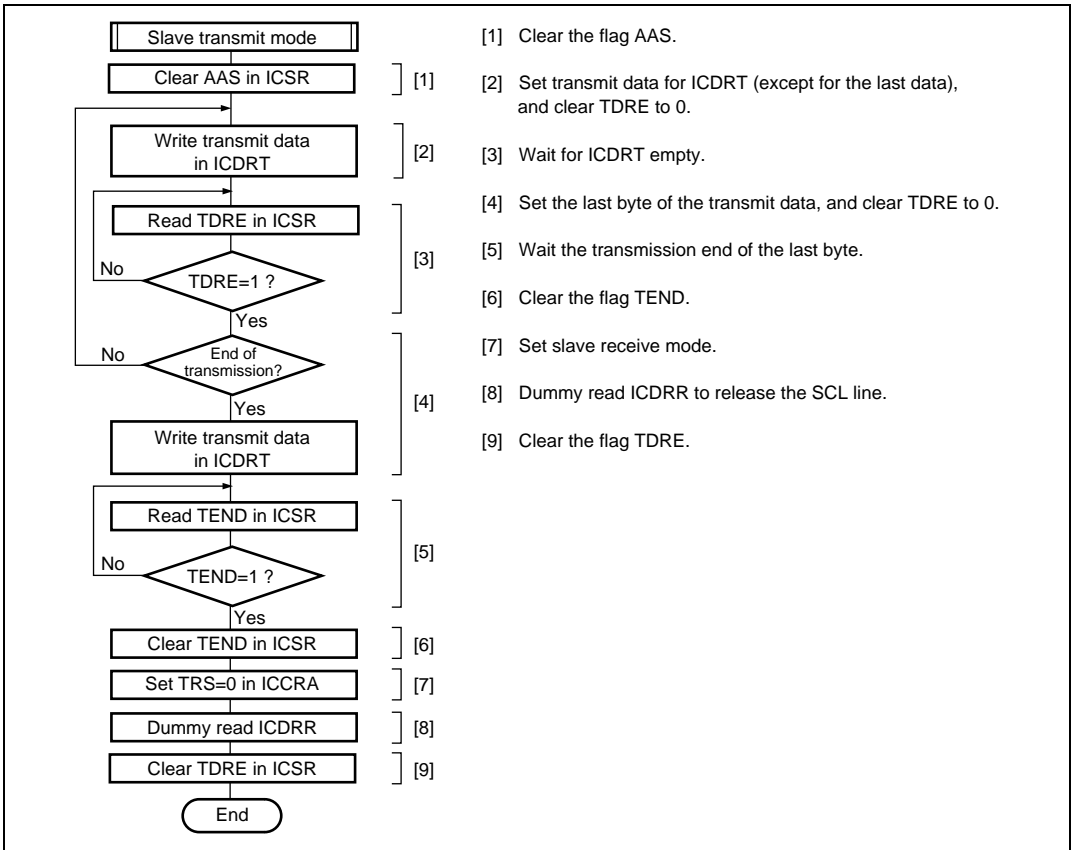 Slave transmit mode
Clear AAS in ICSR
[1]
Write transmit data
in ICDRT
[2]
Read TDRE in ICSR
[3]
No
TDRE=1 ?
Yes
No
End of
transmission?
[4]
Yes
Write transmit data
in ICDRT
Read TEND in ICSR
[5]
No
TEND=1 ?
Yes
Clear TEND in ICSR
[6]
Set TRS=0 in ICCRA
[7]
Dummy read ICDRR
[8]
Clear TDRE in ICSR
[9]
End
[1] Clear the flag AAS.
[2] Set transmit data for ICDRT (except for the last data),
and clear TDRE to 0.
[3] Wait for ICDRT empty.
[4] Set the last byte of the transmit data, and clear TDRE to 0.
[5] Wait the transmission end of the last byte.
[6] Clear the flag TEND.
[7] Set slave receive mode.
[8] Dummy read ICDRR to release the SCL line.
[9] Clear the flag TDRE.